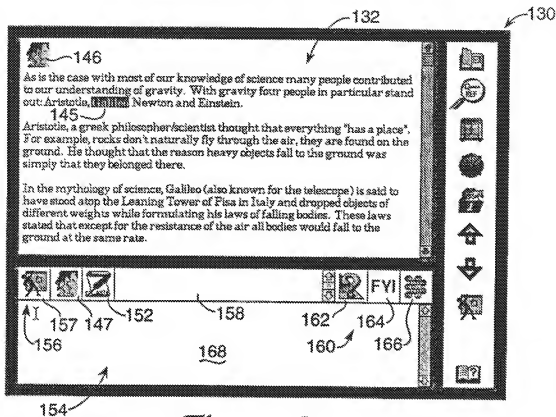 132
130
146
As is the case with most of our knowledge of science many people contributed
to our understanding of gravity. With gravity four people in particular stand
out: Aristotle, Galileo, Newton and Einstein.
145
Aristotle, a greek philosopher/scientist thought that everything "has a place".
For example, rocks don't naturally fly through the air, they are found on the
ground. He thought that the reason heavy objects fall to the ground was
simply that they belonged there.
In the mythology of science, Galileo (also known for the telescope) is said to
have stood atop the Leaning Tower of Pisa in Italy and dropped objects of
different weights while formulating his laws of falling bodies. These laws
stated that except for the resistance of the air all bodies would fall to the
ground at the same rate.
FYI
157 147 152 158 162 164
156 160 166
168
154